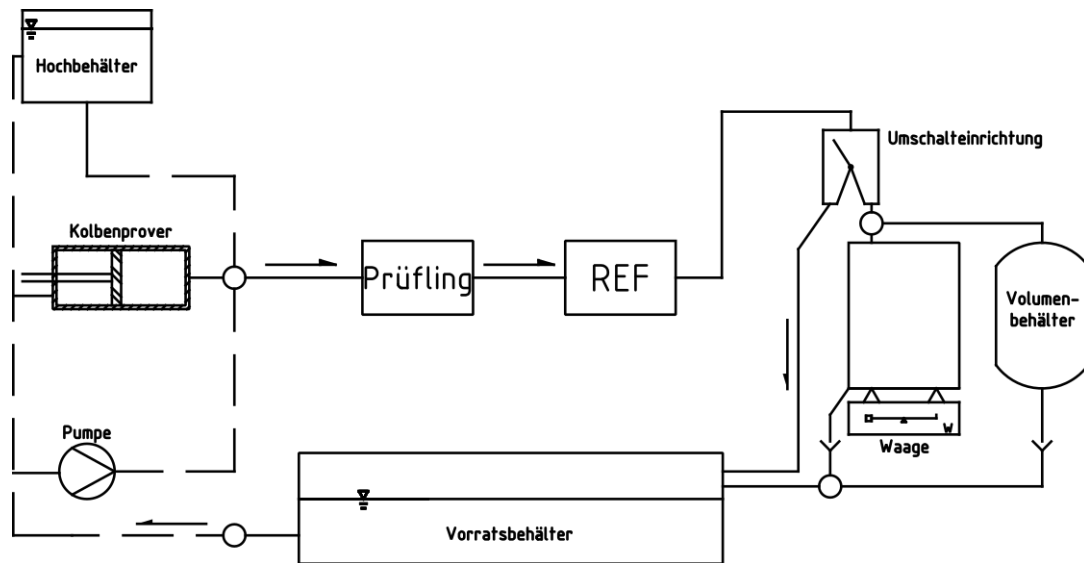 Hochbehälter
Umschalteinrichtung
Kolbenprover
Prüfling
REF
Volumen-
behälter
Pumpe
W
Waage
Vorratsbehälter